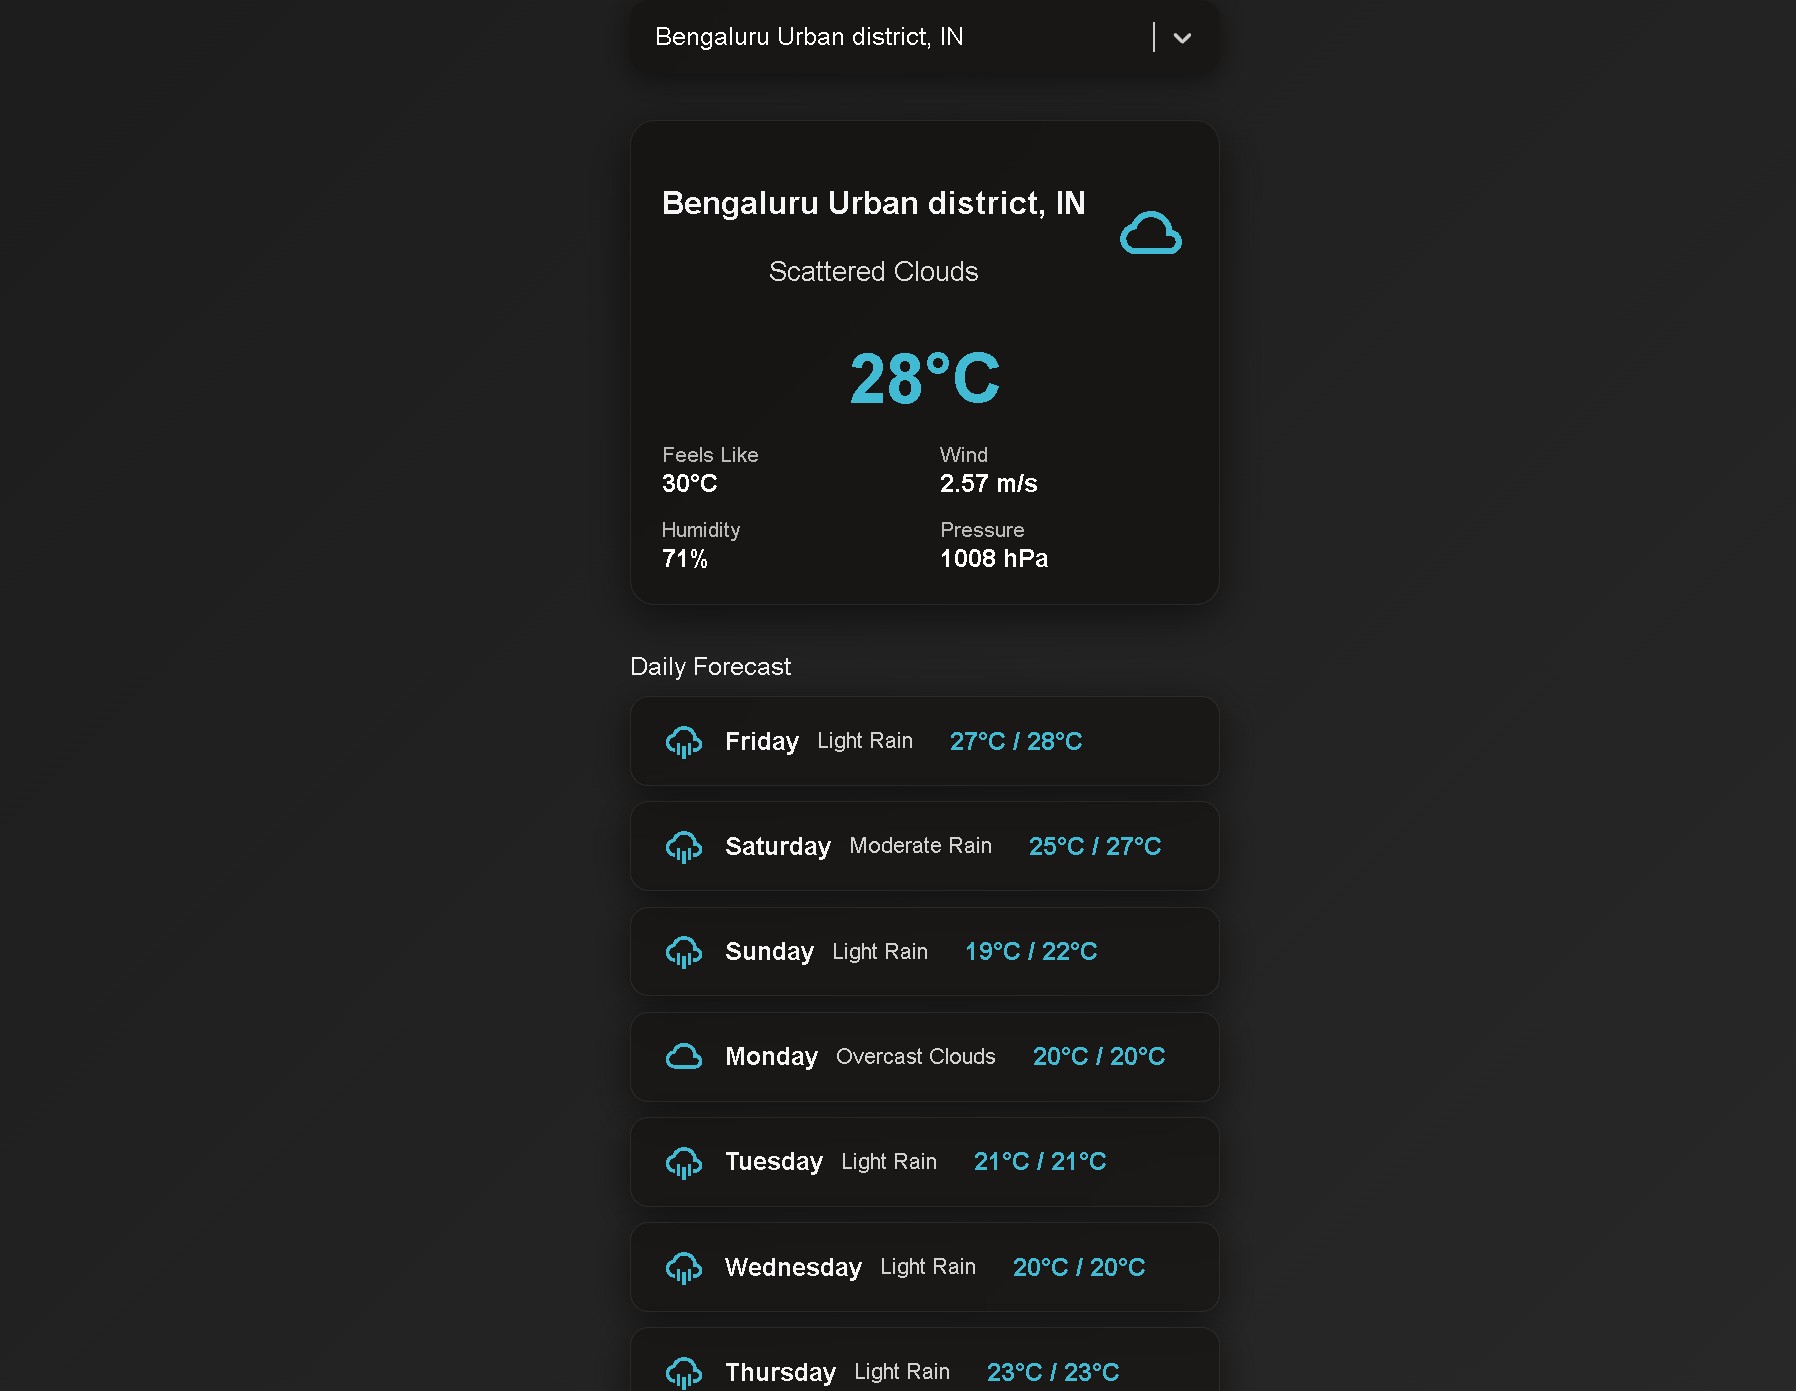 Bengaluru Urban district, IN
Bengaluru Urban district, IN
Scattered Clouds
28°C
Feels Like
30°C
Wind
2.57 m/s
Humidity
71%
Pressure
1008 hPa
Daily Forecast
Friday Light Rain 27°C / 28°C
Saturday Moderate Rain 25°C / 27°C
Sunday Light Rain 19°C / 22°C
Monday Overcast Clouds 20°C / 20°C
Tuesday Light Rain 21°C / 21°C
Wednesday Light Rain 20°C / 20°C
Thursday Light Rain 23°C / 23°C